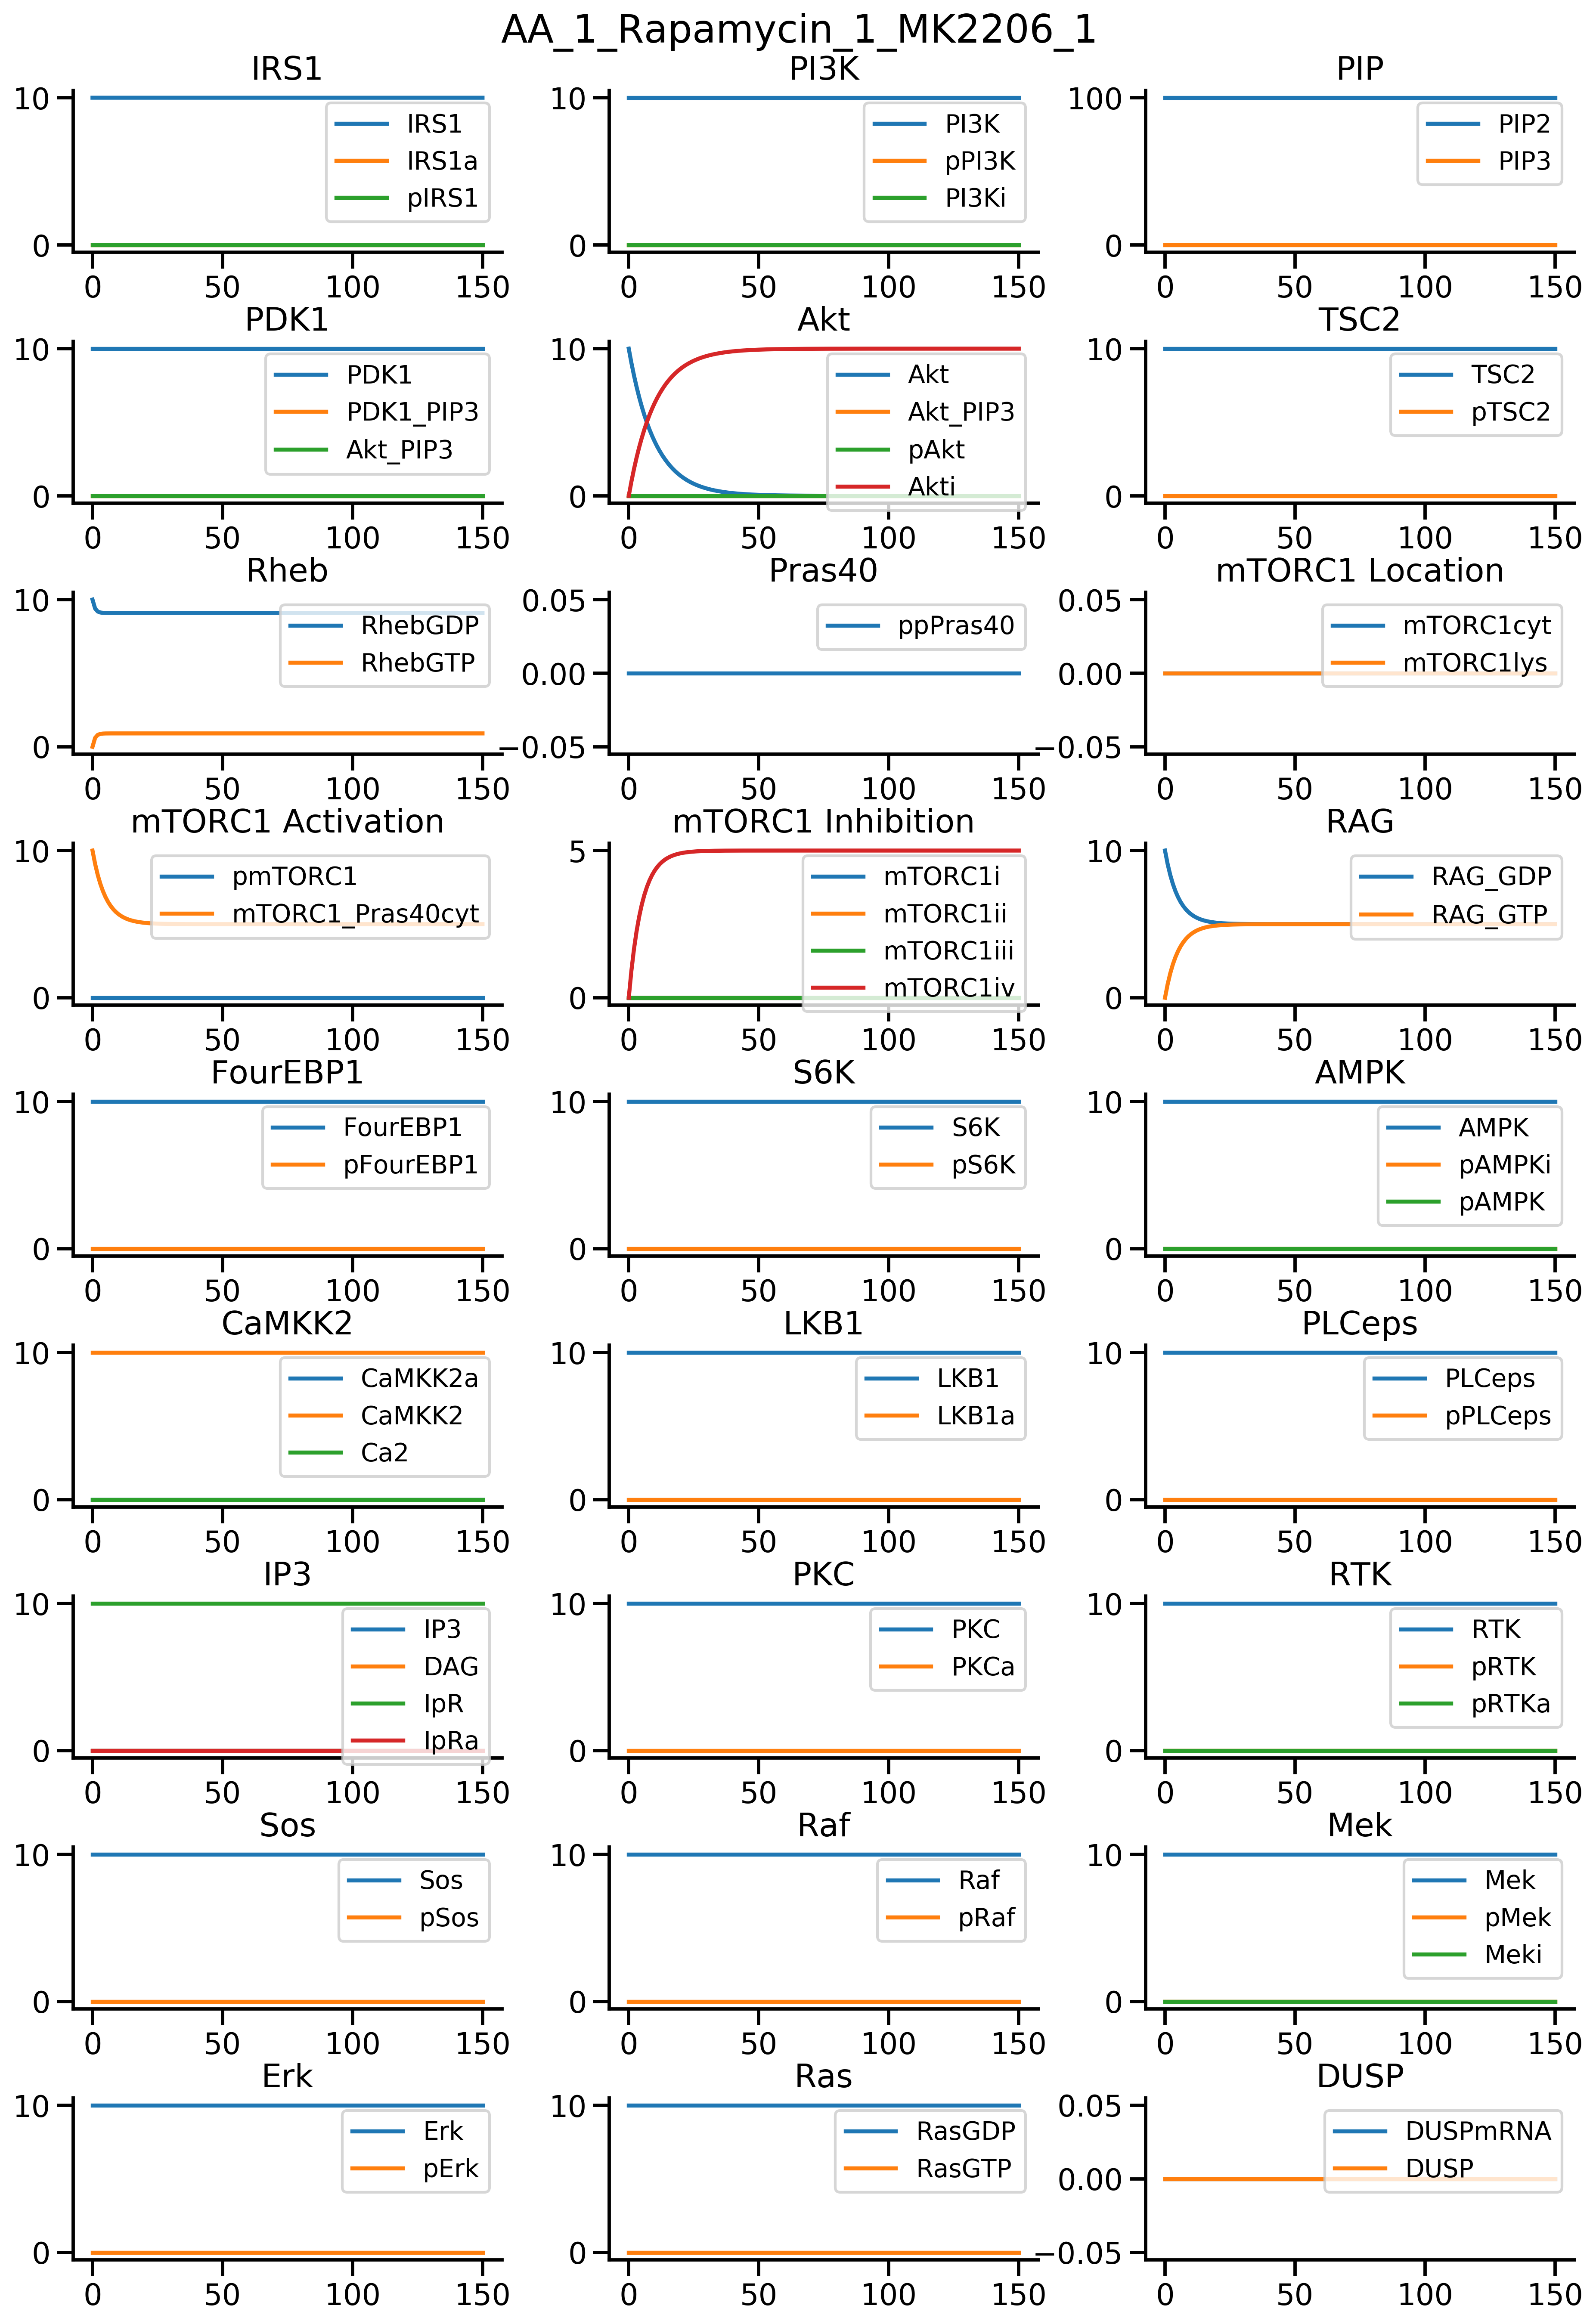 AA_1_Rapamycin_1_MK2206_1
IRS1
10
0
0 50 100 150
IRS1
IRS1a
pIRS1
PI3K
10
0
0 50 100 150
PI3K
pPI3K
PI3Ki
PIP
100
0
0 50 100 150
PIP2
PIP3
PDK1
10
0
0 50 100 150
PDK1
PDK1_PIP3
Akt_PIP3
Akt
10
0
0 50 100 150
Akt
Akt_PIP3
pAkt
Akti
TSC2
10
0
0 50 100 150
TSC2
pTSC2
Rheb
10
0
0 50 100 150
RhebGDP
RhebGTP
Pras40
0.05
0.00
−0.05
0 50 100 150
ppPras40
mTORC1 Location
0.05
0.00
−0.05
0 50 100 150
mTORC1cyt
mTORC1lys
mTORC1 Activation
10
0
0 50 100 150
pmTORC1
mTORC1_Pras40cyt
mTORC1 Inhibition
5
0
0 50 100 150
mTORC1i
mTORC1ii
mTORC1iii
mTORC1iv
RAG
10
0
0 50 100 150
RAG_GDP
RAG_GTP
FourEBP1
10
0
0 50 100 150
FourEBP1
pFourEBP1
S6K
10
0
0 50 100 150
S6K
pS6K
AMPK
10
0
0 50 100 150
AMPK
pAMPKi
pAMPK
CaMKK2
10
0
0 50 100 150
CaMKK2a
CaMKK2
Ca2
LKB1
10
0
0 50 100 150
LKB1
LKB1a
PLCeps
10
0
0 50 100 150
PLCeps
pPLCeps
IP3
10
0
0 50 100 150
IP3
DAG
IpR
IpRa
PKC
10
0
0 50 100 150
PKC
PKCa
RTK
10
0
0 50 100 150
RTK
pRTK
pRTKa
Sos
10
0
0 50 100 150
Sos
pSos
Raf
10
0
0 50 100 150
Raf
pRaf
Mek
10
0
0 50 100 150
Mek
pMek
Meki
Erk
10
0
0 50 100 150
Erk
pErk
Ras
10
0
0 50 100 150
RasGDP
RasGTP
DUSP
0.05
0.00
−0.05
0 50 100 150
DUSPmRNA
DUSP